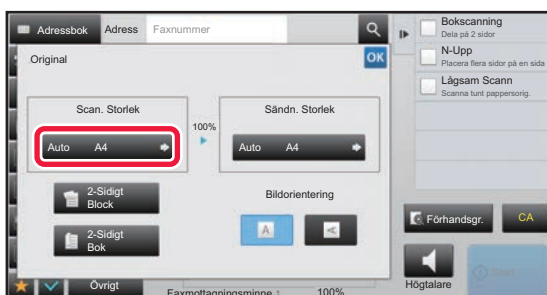 Adressbok
Adress
Faxnummer
Original
OK
Scan. Storlek
Auto A4
100%
Sändn. Storlek
Auto A4
2-Sidigt
Block
2-Sidigt
Bok
Bildorientering
A
A
Övrigt
Faxmottagningsminne
100%
Bokscanning
Dela på 2 sidor
N-Upp
Placera flera sidor på en sida
Lågsam Scann
Scanna tunt pappersorig.
Förhandsgr.
CA
Högtalare
Start